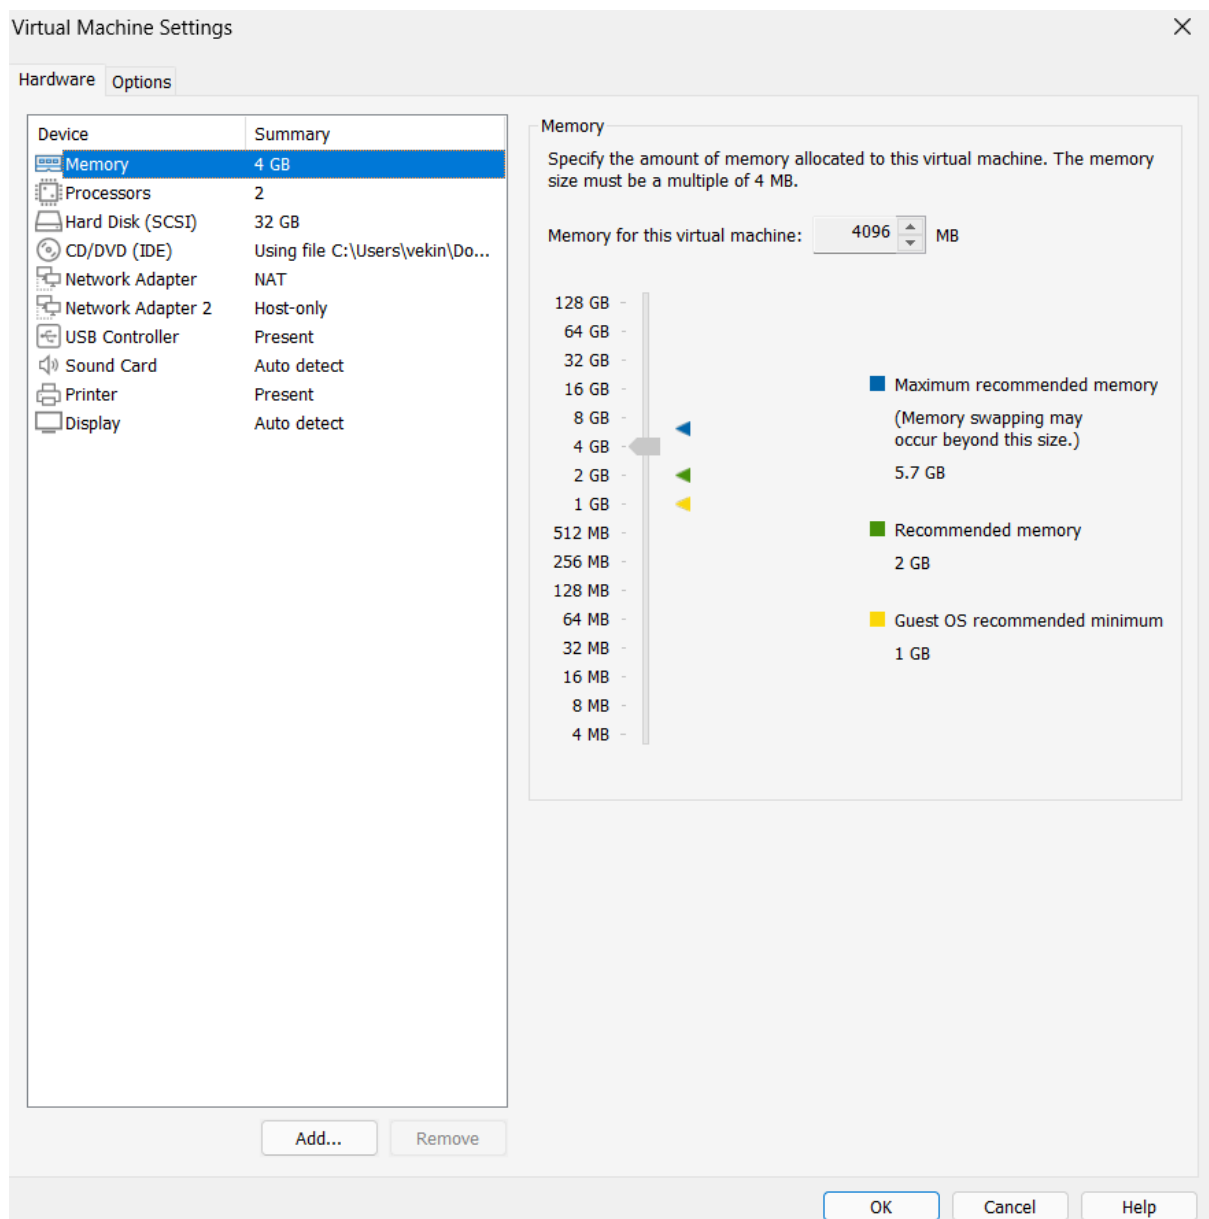 Virtual Machine Settings
Hardware Options
Device Summary
Memory 4 GB
Processors 2
Hard Disk (SCSI) 32 GB
CD/DVD (IDE) Using file C:\Users\vekin\Do...
Network Adapter NAT
Network Adapter 2 Host-only
USB Controller Present
Sound Card Auto detect
Printer Present
Display Auto detect
Add... Remove
Memory
Specify the amount of memory allocated to this virtual machine. The memory
size must be a multiple of 4 MB.
Memory for this virtual machine: 4096 MB
128 GB
64 GB
32 GB
16 GB
8 GB
4 GB
2 GB
1 GB
512 MB
256 MB
128 MB
64 MB
32 MB
16 MB
8 MB
4 MB
Maximum recommended memory
(Memory swapping may
occur beyond this size.)
5.7 GB
Recommended memory
2 GB
Guest OS recommended minimum
1 GB
OK Cancel Help